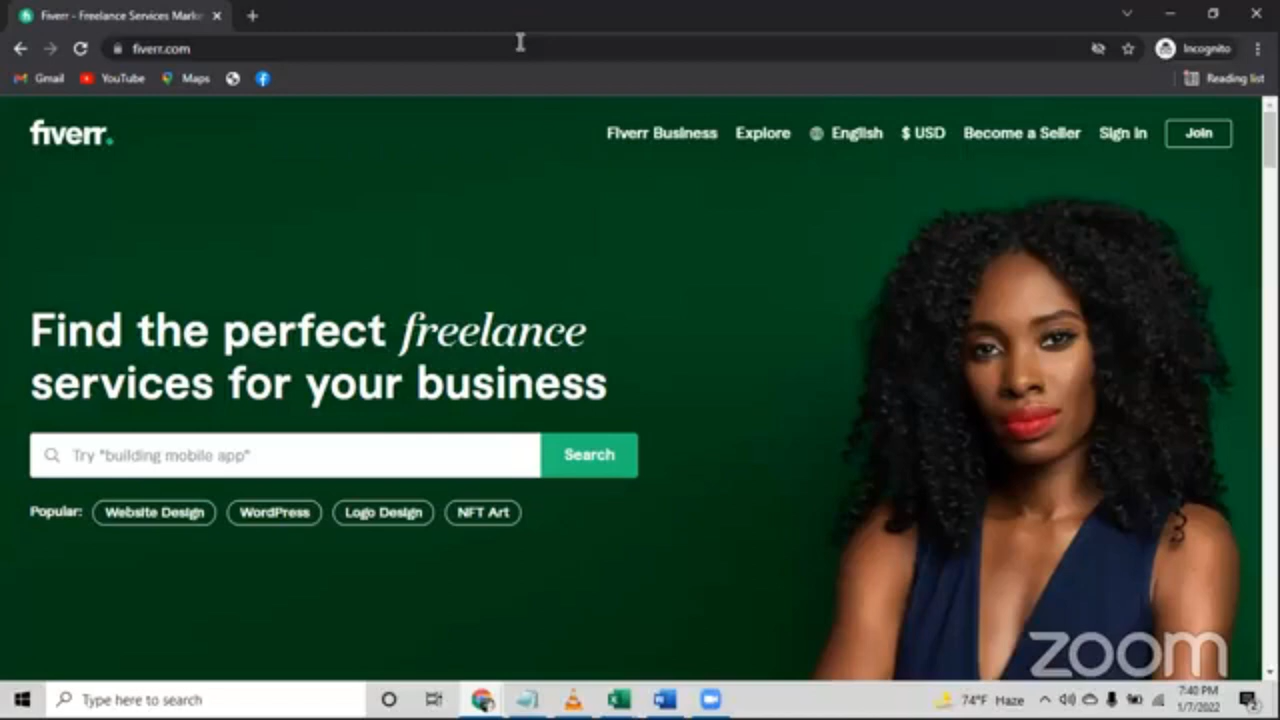 Fiverr - Freelance Services Mark
fiverr.com
Incognito
Gmail
YouTube
Maps
Reading list
fiverr.
Fiverr Business
Explore
English
$ USD
Become a Seller
Sign in
Join
Find the perfect freelance
services for your business
Try "building mobile app"
Search
Popular:
Website Design
WordPress
Logo Design
NFT Art
zoom
Type here to search
74°F Haze
7:40 PM
1/7/2022
2